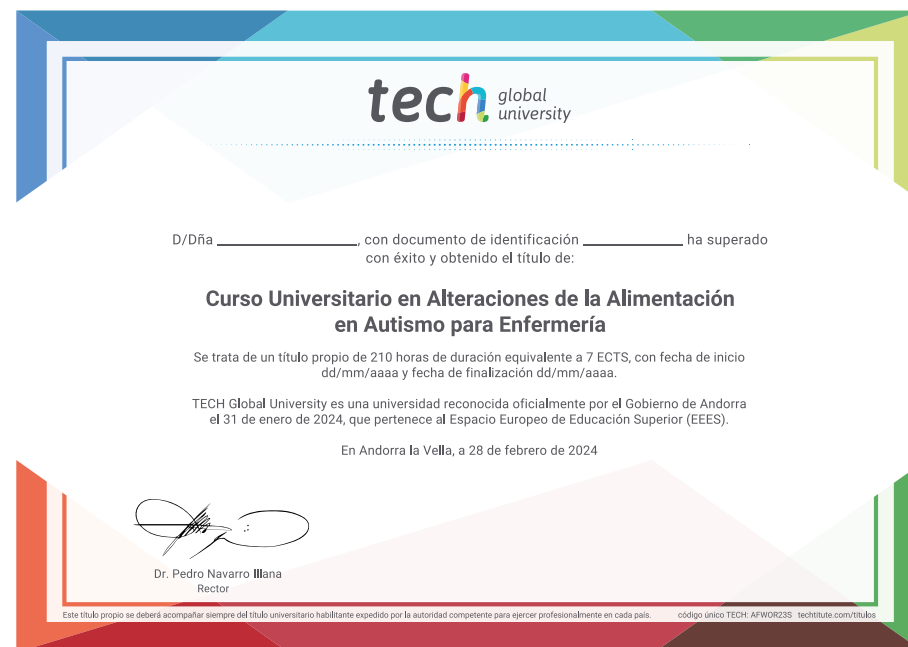 tech global university
D/Dña ____________________, con documento de identificación ______________ ha superado
con éxito y obtenido el título de:
Curso Universitario en Alteraciones de la Alimentación
en Autismo para Enfermería
Se trata de un título propio de 210 horas de duración equivalente a 7 ECTS, con fecha de inicio
dd/mm/aaaa y fecha de finalización dd/mm/aaaa.
TECH Global University es una universidad reconocida oficialmente por el Gobierno de Andorra
el 31 de enero de 2024, que pertenece al Espacio Europeo de Educación Superior (EEES).
En Andorra la Vella, a 28 de febrero de 2024
Dr. Pedro Navarro Illana
Rector
Este título propio se deberá acompañar siempre del título universitario habilitante expedido por la autoridad competente para ejercer profesionalmente en cada país. código único TECH: AFWOR23S techtitute.com/titulos